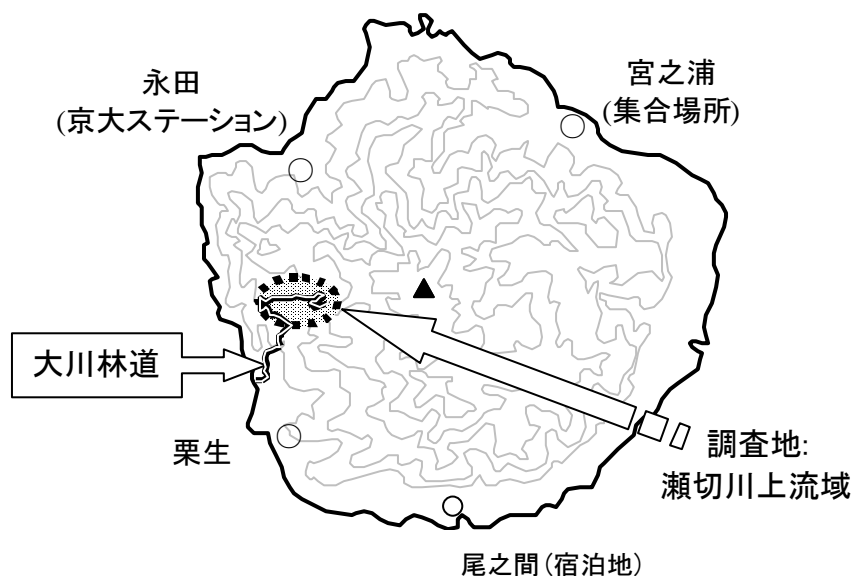 永田
(京大ステーション)
宮之浦
(集合場所)
大川林道
栗生
調査地:
瀬切川上流域
尾之間(宿泊地)